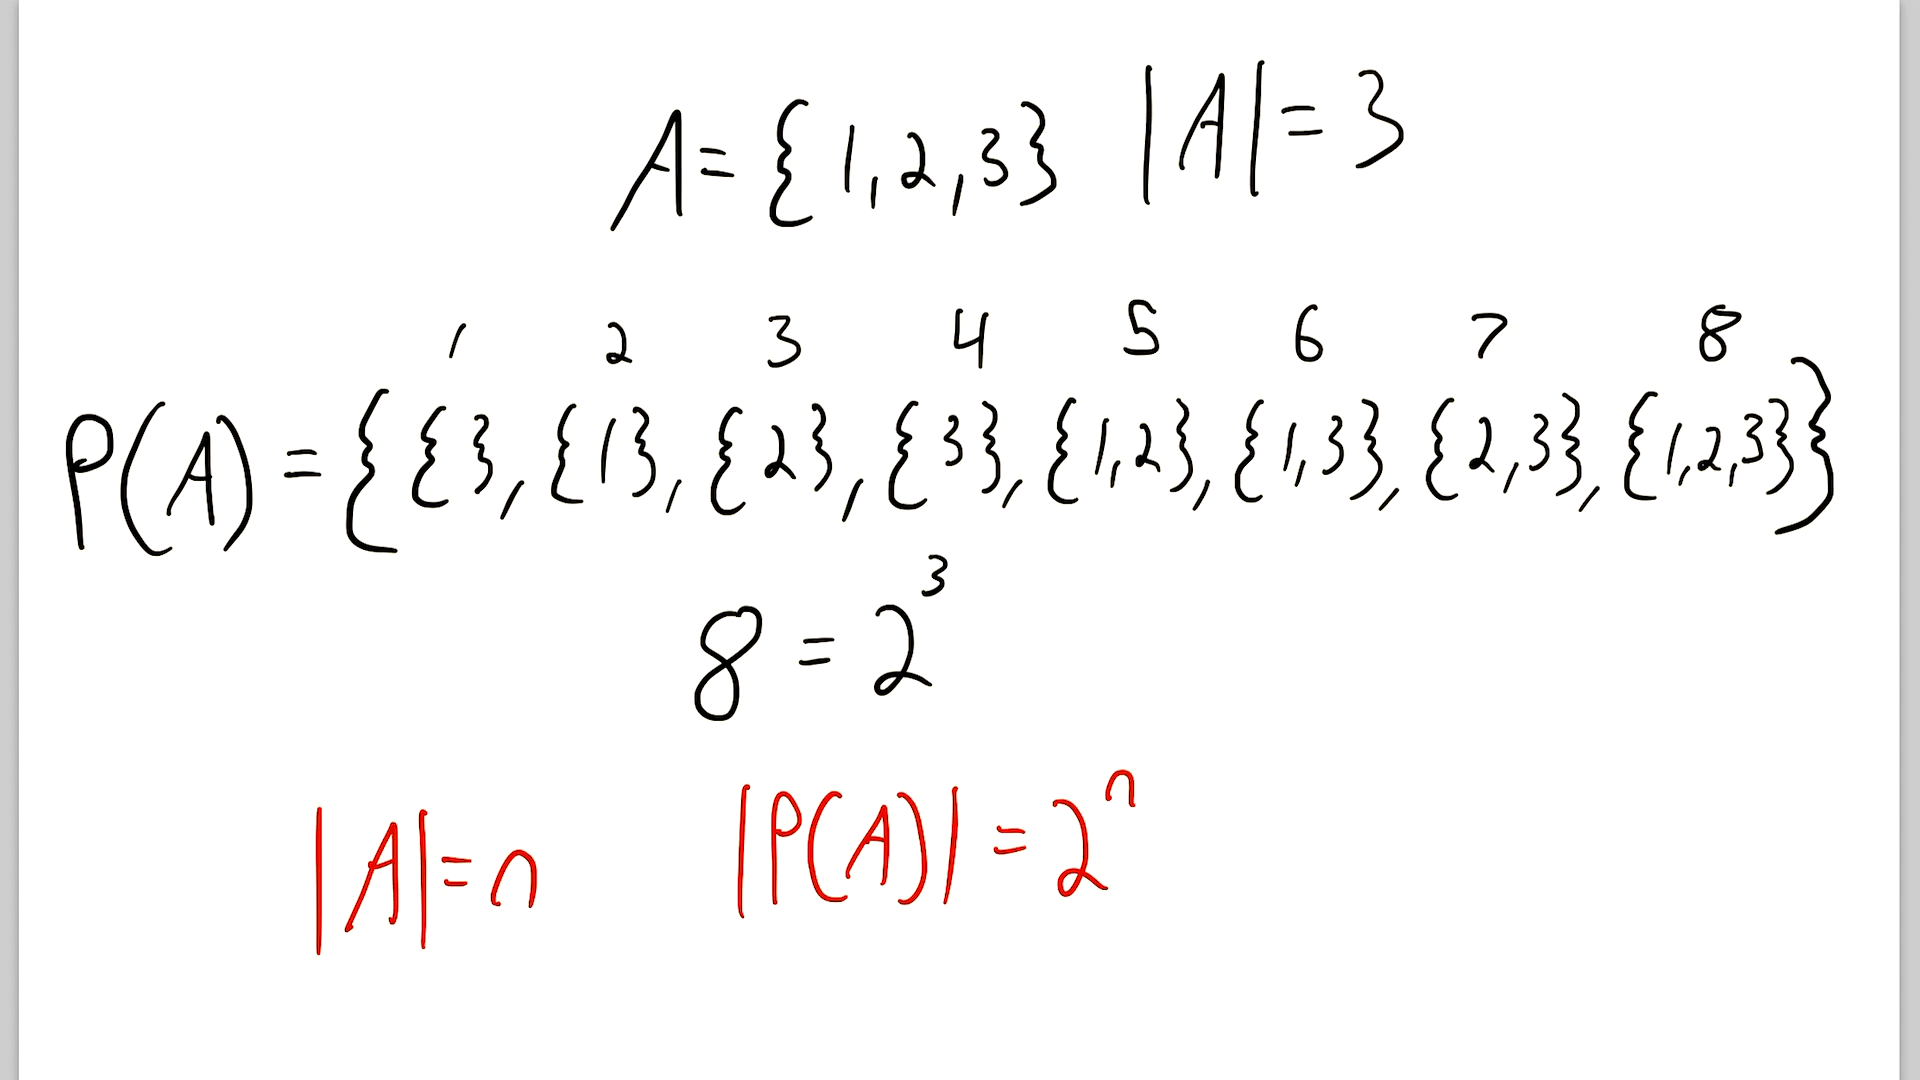 A = {1,2,3} |A| = 3
1 2 3 4 5 6 7 8
P(A) = { { }, {1}, {2}, {3}, {1,2}, {1,3}, {2,3}, {1,2,3} }
8 = 2³
|A| = n |P(A)| = 2ⁿ